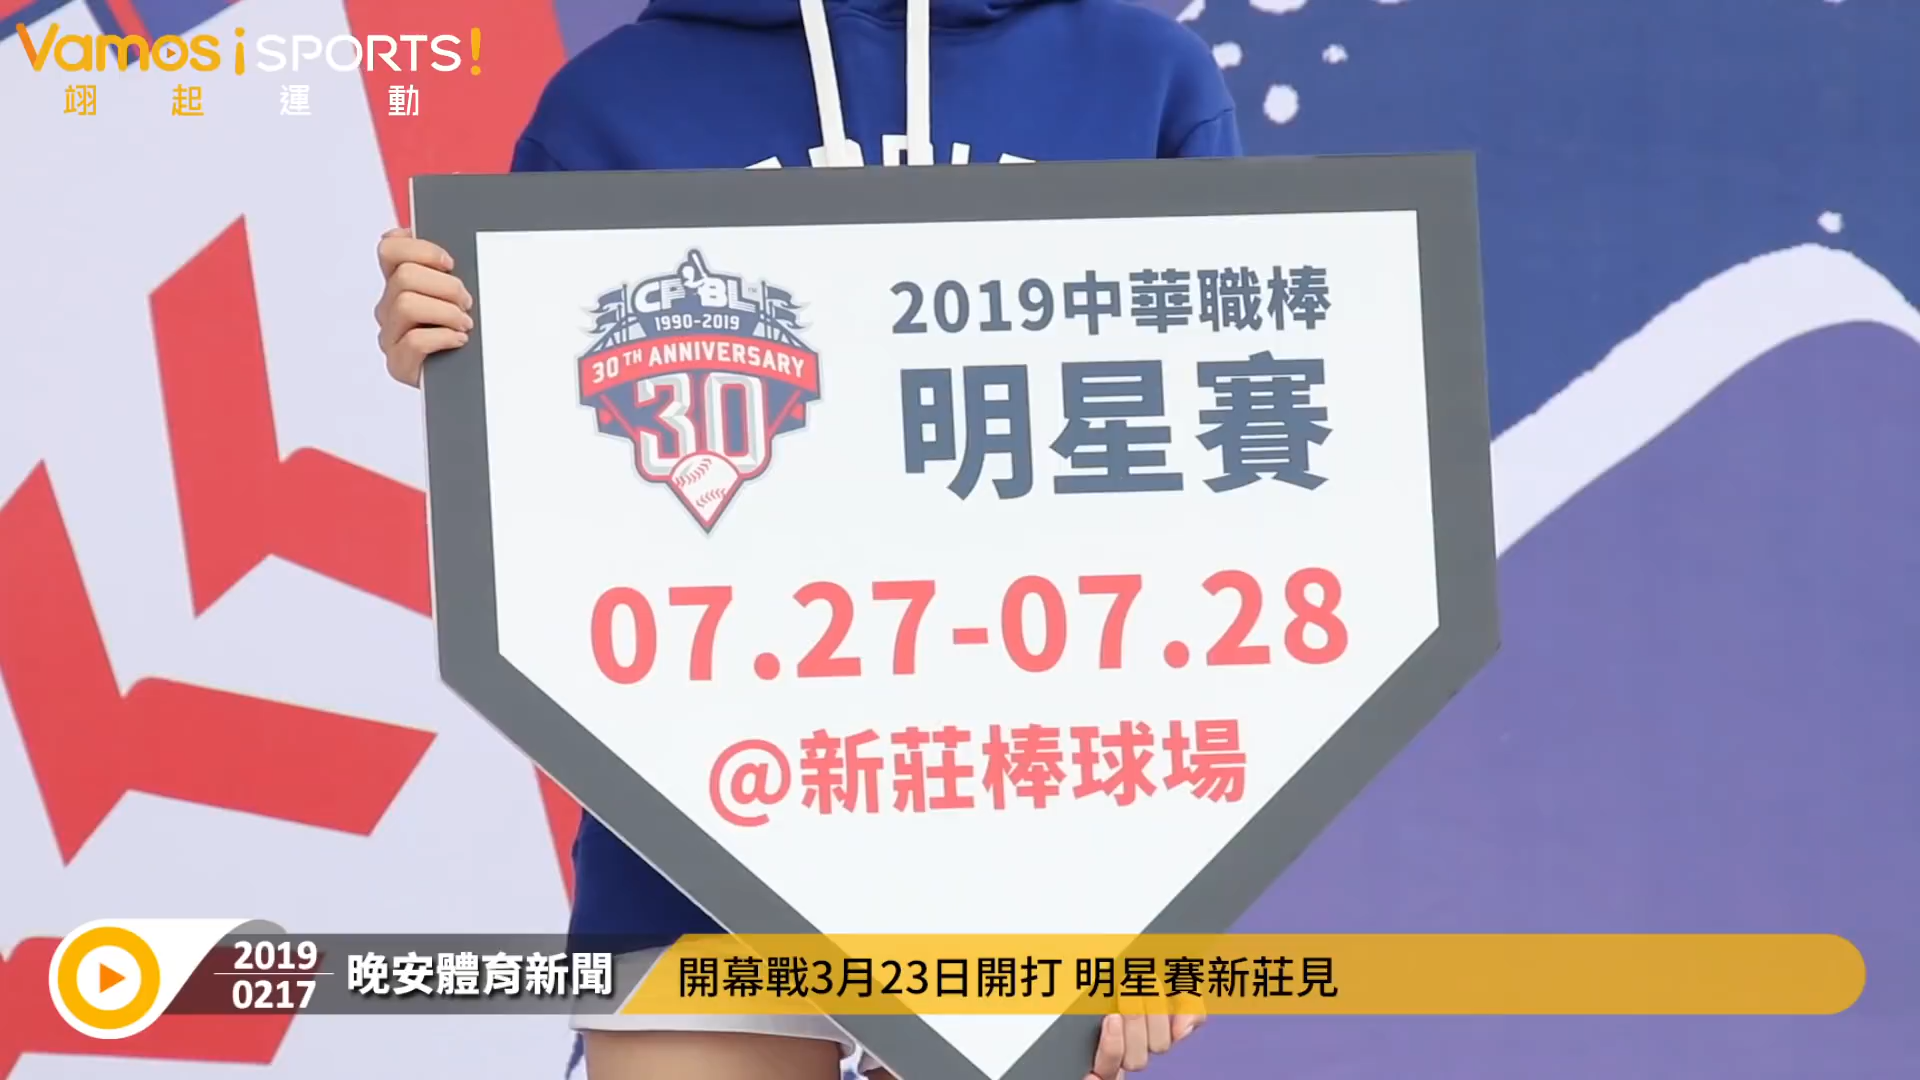 Vamos ¡SPORTS!
翊起運動
CPBL™
1990-2019
30TH ANNIVERSARY
30
2019中華職棒
明星賽
07.27-07.28
@新莊棒球場
2019
0217
晚安體育新聞
開幕戰3月23日開打 明星賽新莊見